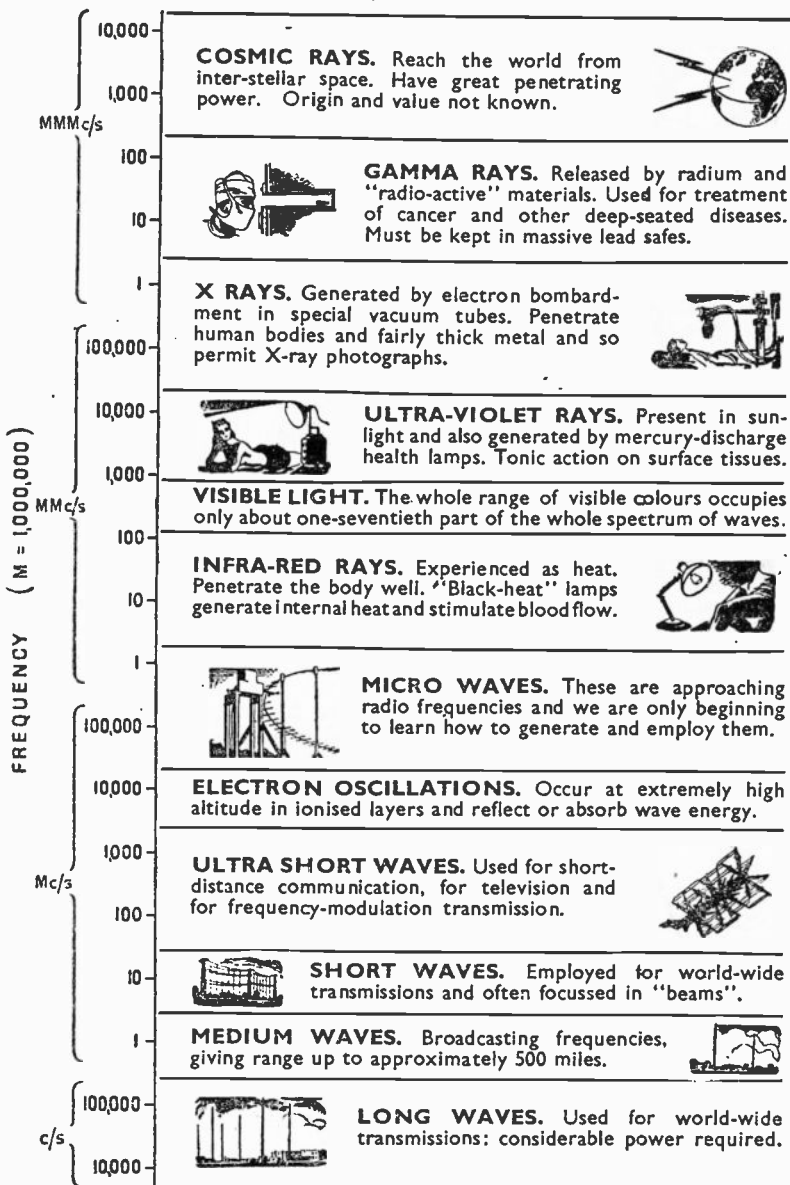 10,000
COSMIC RAYS. Reach the world from
inter-stellar space. Have great penetrating
power. Origin and value not known.
1,000
MMMc/s
100
GAMMA RAYS. Released by radium and
"radio-active" materials. Used for treatment
of cancer and other deep-seated diseases.
Must be kept in massive lead safes.
10
1
X RAYS. Generated by electron bombard-
ment in special vacuum tubes. Penetrate
human bodies and fairly thick metal and so
permit X-ray photographs.
100,000
10,000
ULTRA-VIOLET RAYS. Present in sun-
light and also generated by mercury-discharge
health lamps. Tonic action on surface tissues.
1,000
MMc/s
VISIBLE LIGHT. The whole range of visible colours occupies
only about one-seventieth part of the whole spectrum of waves.
100
INFRA-RED RAYS. Experienced as heat.
Penetrate the body well. "Black-heat" lamps
generate internal heat and stimulate blood flow.
10
1
FREQUENCY (M = 1,000,000)
MICRO WAVES. These are approaching
radio frequencies and we are only beginning
to learn how to generate and employ them.
100,000
10,000
ELECTRON OSCILLATIONS. Occur at extremely high
altitude in ionised layers and reflect or absorb wave energy.
1,000
Mc/s
ULTRA SHORT WAVES. Used for short-
distance communication, for television and
for frequency-modulation transmission.
100
10
SHORT WAVES. Employed for world-wide
transmissions and often focussed in "beams".
1
MEDIUM WAVES. Broadcasting frequencies,
giving range up to approximately 500 miles.
100,000
c/s
LONG WAVES. Used for world-wide
transmissions: considerable power required.
10,000